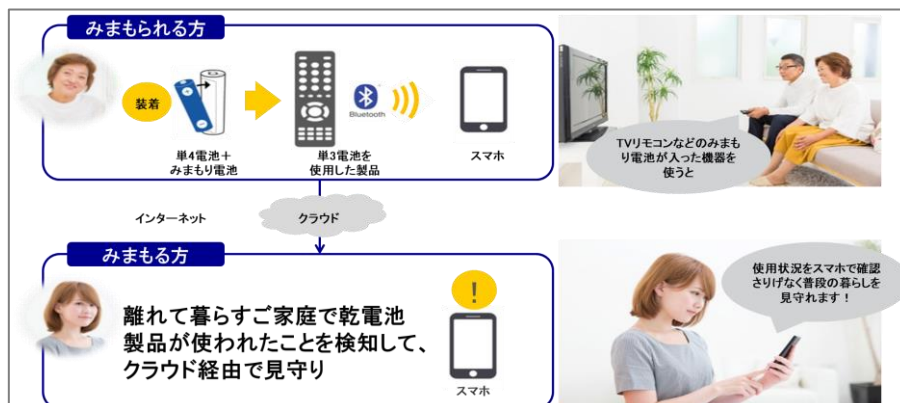 みまもられる方
装着
Bluetooth
単4電池＋
みまもり電池
単3電池を
使用した製品
スマホ
TVリモコンなどのみまも
り電池が入った機器を
使うと
インターネット
クラウド
みまもる方
離れて暮らすご家庭で乾電池
製品が使われたことを検知して、
クラウド経由で見守り
!
スマホ
使用状況をスマホで確認
さりげなく普段の暮らしを
見守れます！